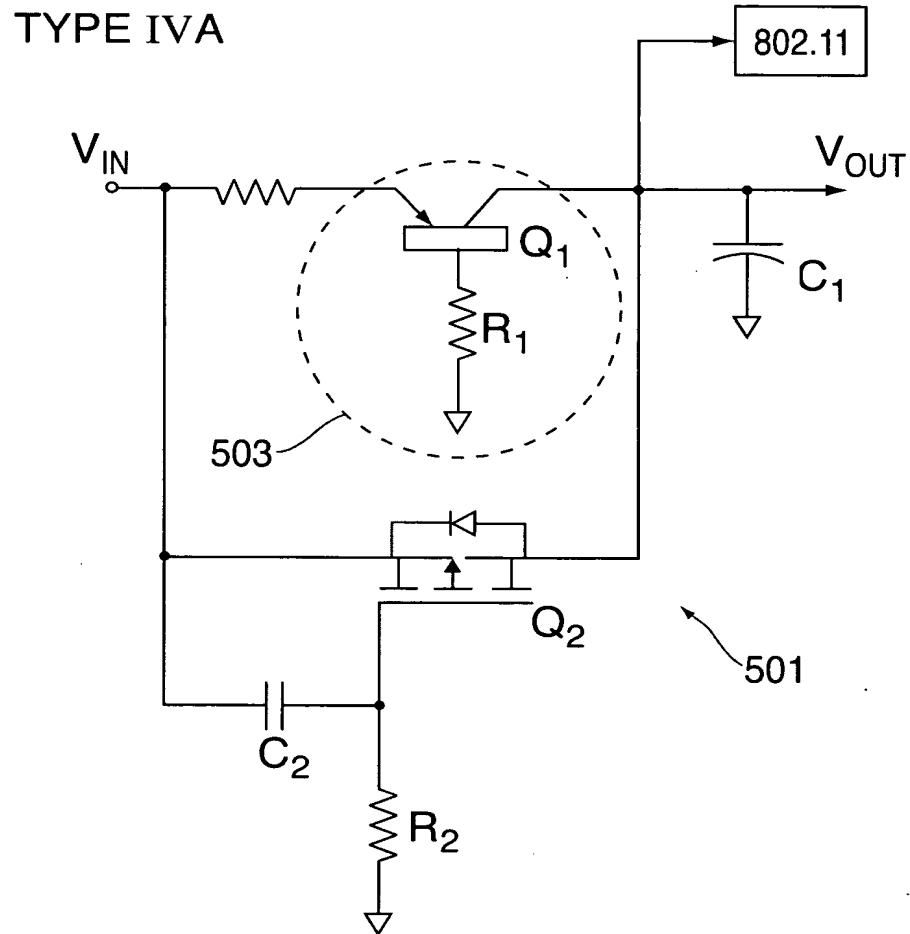 TYPE IVA
802.11
V_IN
V_OUT
Q_1
C_1
R_1
503
Q_2
501
C_2
R_2